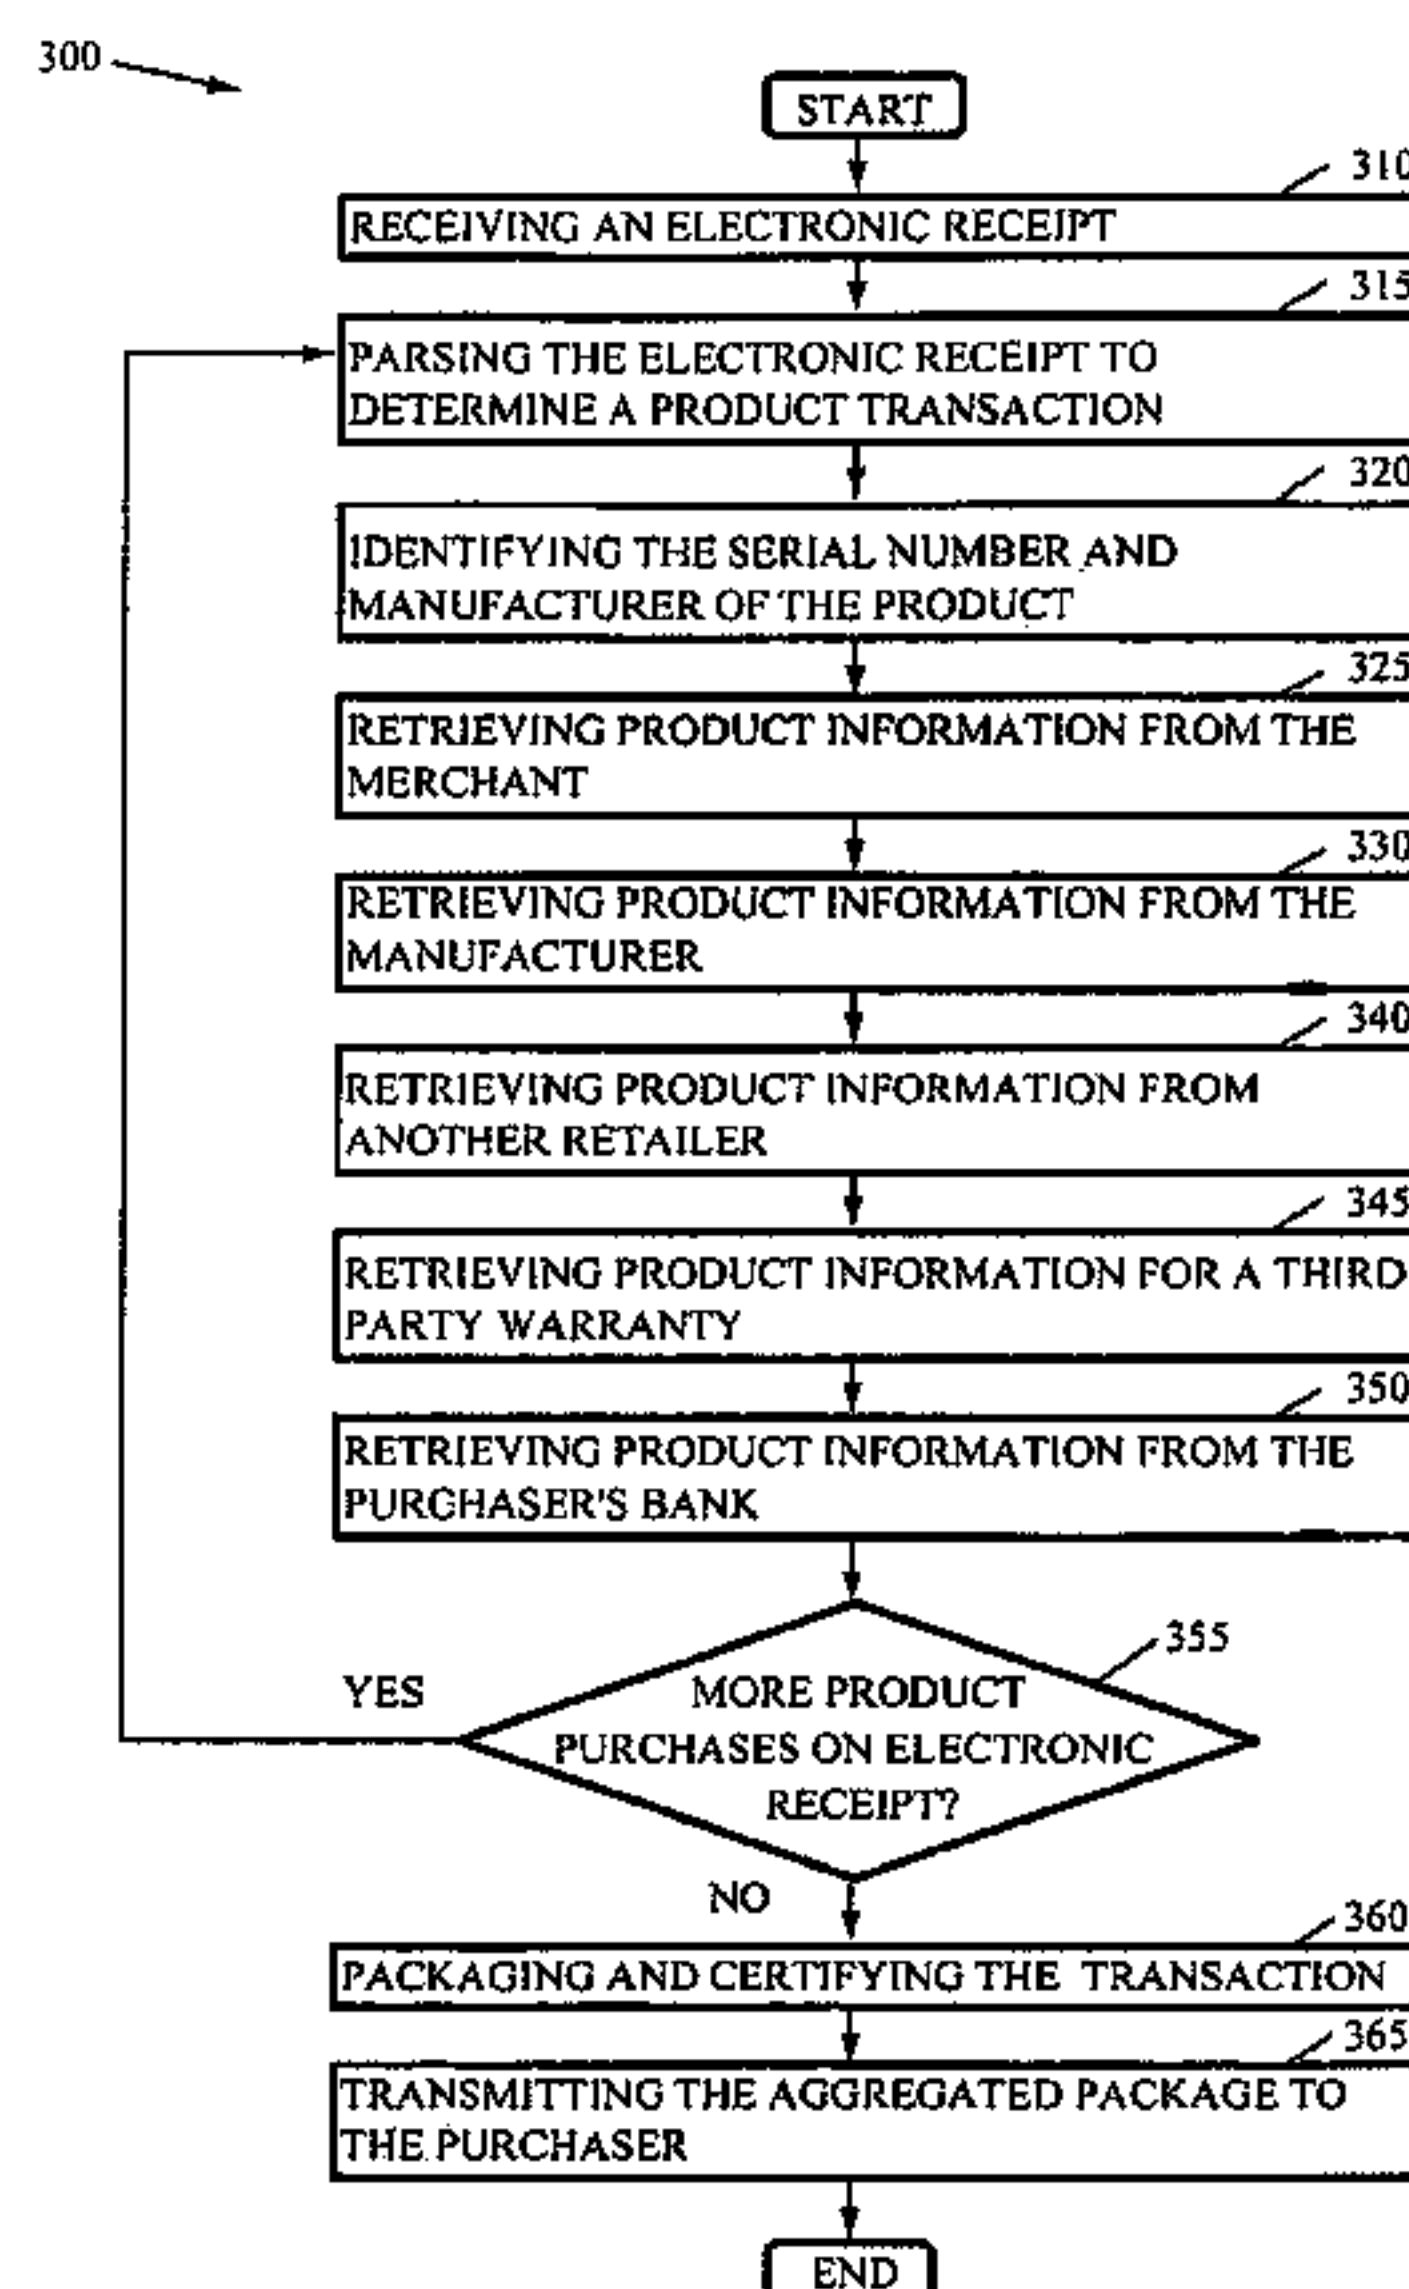 300
START
310
RECEIVING AN ELECTRONIC RECEIPT
315
PARSING THE ELECTRONIC RECEIPT TO
DETERMINE A PRODUCT TRANSACTION
320
IDENTIFYING THE SERIAL NUMBER AND
MANUFACTURER OF THE PRODUCT
325
RETRIEVING PRODUCT INFORMATION FROM THE
MERCHANT
330
RETRIEVING PRODUCT INFORMATION FROM THE
MANUFACTURER
340
RETRIEVING PRODUCT INFORMATION FROM
ANOTHER RETAILER
345
RETRIEVING PRODUCT INFORMATION FOR A THIRD
PARTY WARRANTY
350
RETRIEVING PRODUCT INFORMATION FROM THE
PURCHASER'S BANK
355
YES
MORE PRODUCT
PURCHASES ON ELECTRONIC
RECEIPT?
NO
360
PACKAGING AND CERTIFYING THE TRANSACTION
365
TRANSMITTING THE AGGREGATED PACKAGE TO
THE PURCHASER
END